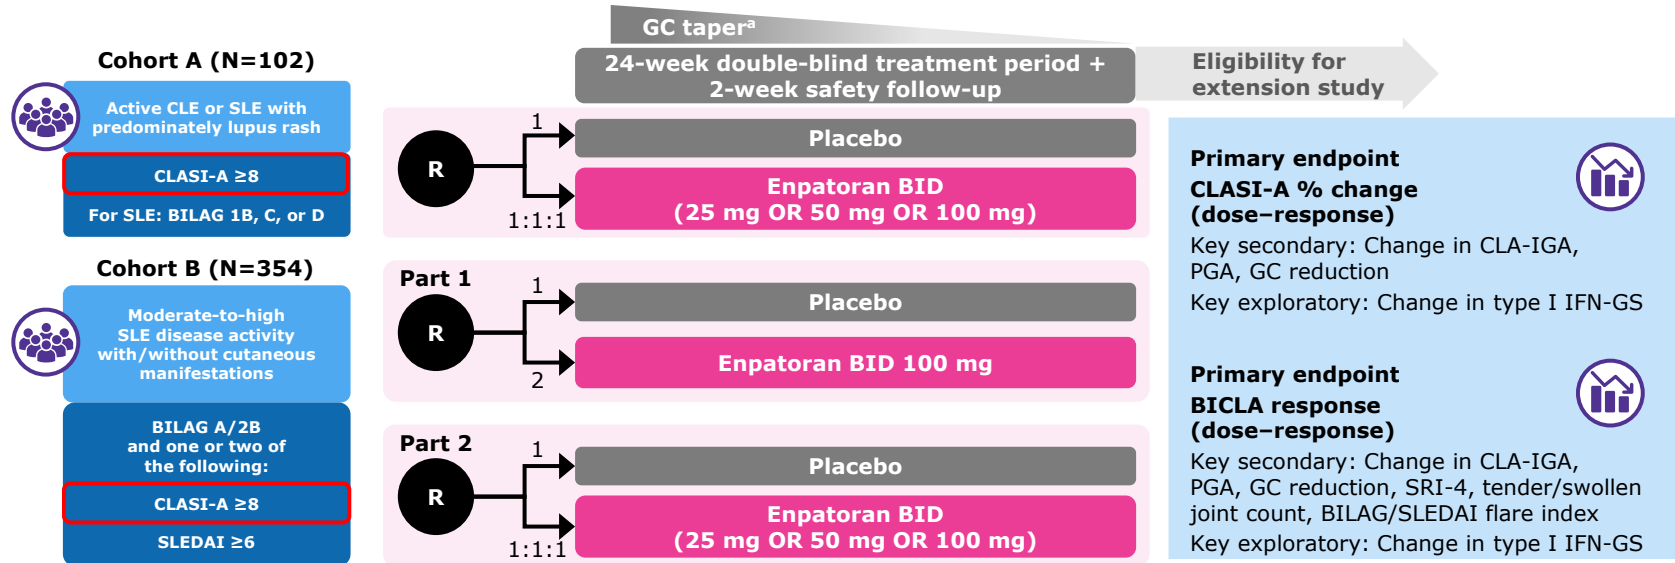 GC taperᵃ
24-week double-blind treatment period +
2-week safety follow-up
Eligibility for
extension study
Cohort A (N=102)
Active CLE or SLE with
predominately lupus rash
CLASI-A ≥8
For SLE: BILAG 1B, C, or D
R
1
1:1:1
Placebo
Enpatoran BID
(25 mg OR 50 mg OR 100 mg)
Primary endpoint
CLASI-A % change
(dose–response)
Key secondary: Change in CLA-IGA,
PGA, GC reduction
Key exploratory: Change in type I IFN-GS
Cohort B (N=354)
Moderate-to-high
SLE disease activity
with/without cutaneous
manifestations
BILAG A/2B
and one or two of
the following:
CLASI-A ≥8
SLEDAI ≥6
Part 1
R
1
2
Placebo
Enpatoran BID 100 mg
Part 2
R
1
1:1:1
Placebo
Enpatoran BID
(25 mg OR 50 mg OR 100 mg)
Primary endpoint
BICLA response
(dose–response)
Key secondary: Change in CLA-IGA,
PGA, GC reduction, SRI-4, tender/swollen
joint count, BILAG/SLEDAI flare index
Key exploratory: Change in type I IFN-GS